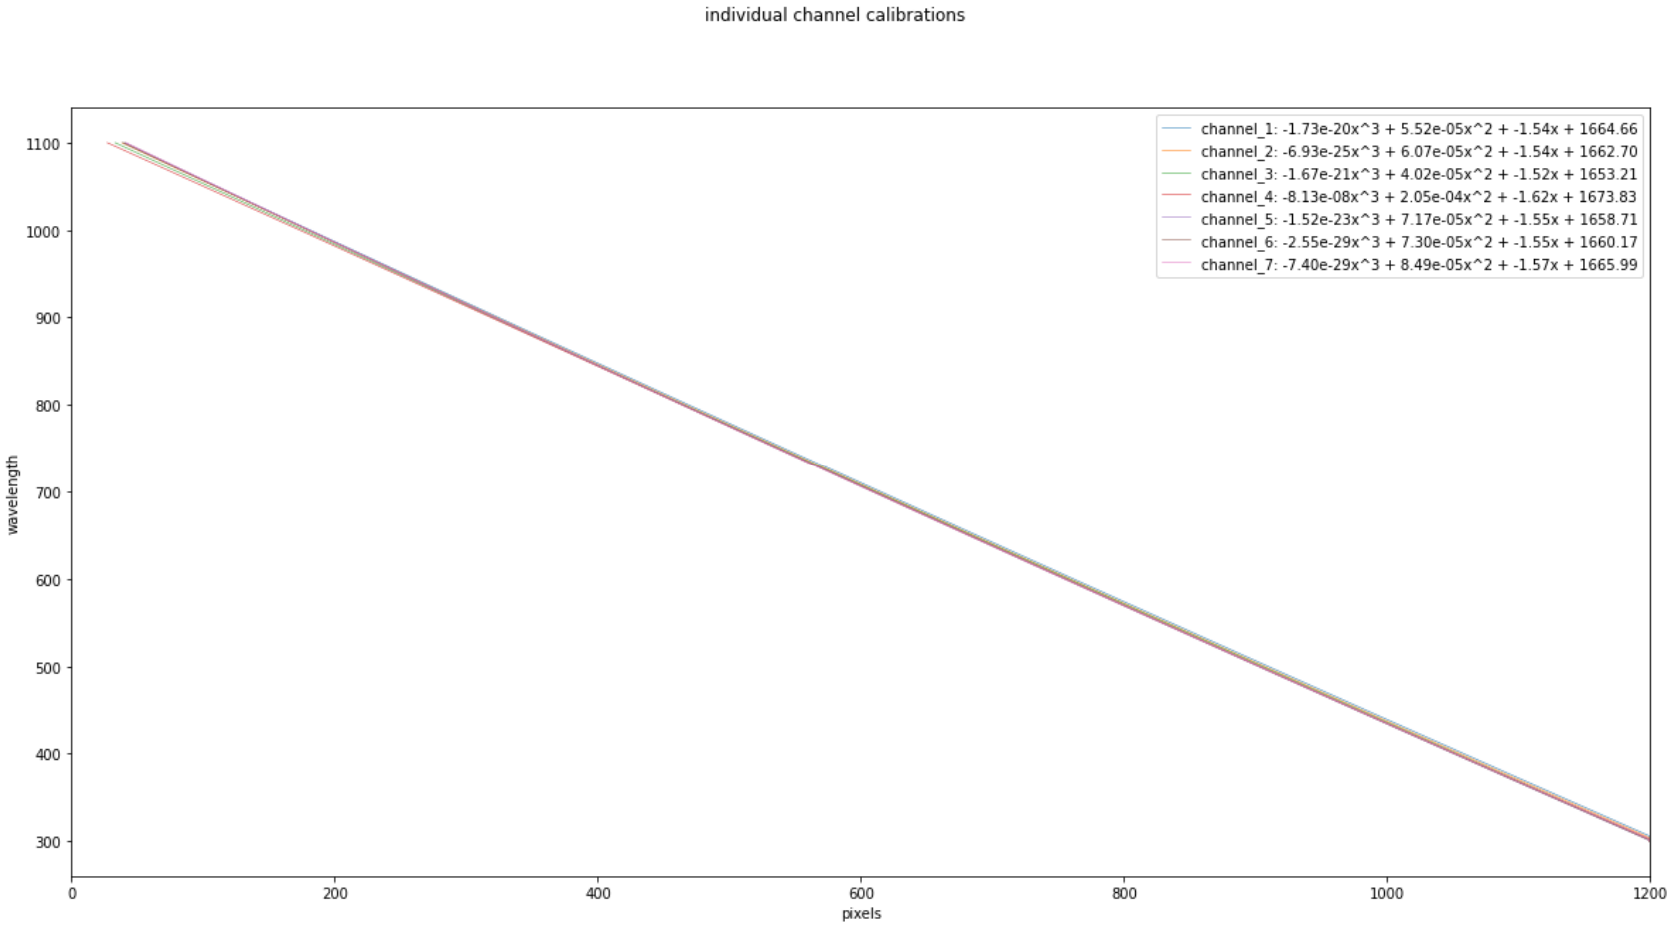 individual channel calibrations
channel_1: -1.73e-20x^3 + 5.52e-05x^2 + -1.54x + 1664.66
channel_2: -6.93e-25x^3 + 6.07e-05x^2 + -1.54x + 1662.70
channel_3: -1.67e-21x^3 + 4.02e-05x^2 + -1.52x + 1653.21
channel_4: -8.13e-08x^3 + 2.05e-04x^2 + -1.62x + 1673.83
channel_5: -1.52e-23x^3 + 7.17e-05x^2 + -1.55x + 1658.71
channel_6: -2.55e-29x^3 + 7.30e-05x^2 + -1.55x + 1660.17
channel_7: -7.40e-29x^3 + 8.49e-05x^2 + -1.57x + 1665.99
1100
1000
900
800
700
600
500
400
300
wavelength
0 200 400 600 800 1000 1200
pixels